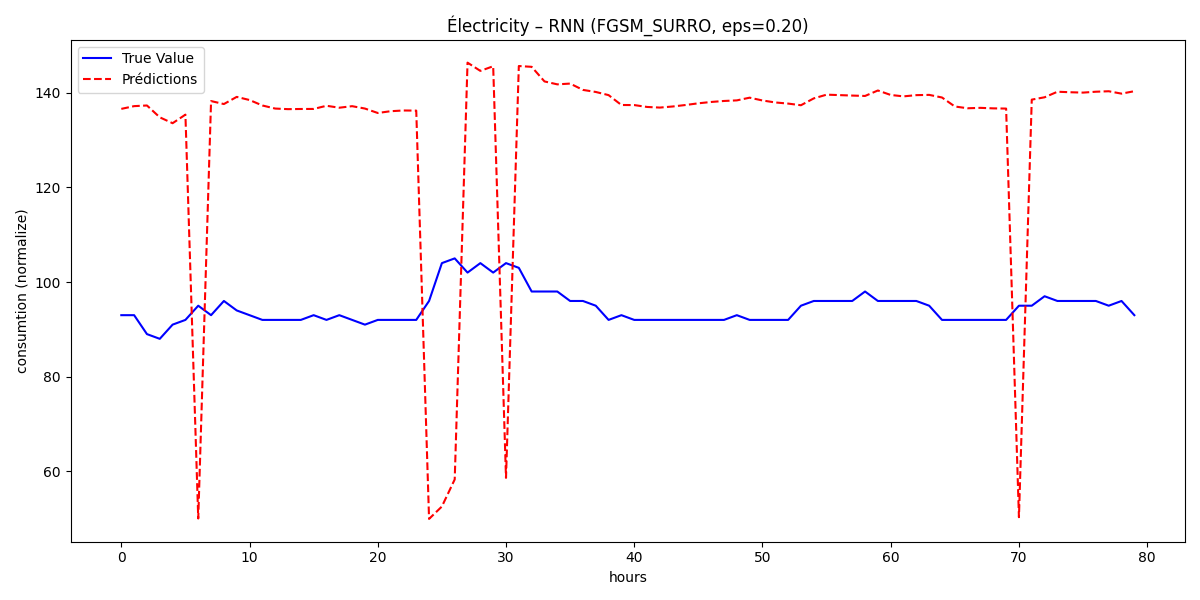 Électricity – RNN (FGSM_SURRO, eps=0.20)
True Value
Prédictions
consumtion (normalize)
140
120
100
80
60
0 10 20 30 40 50 60 70 80
hours